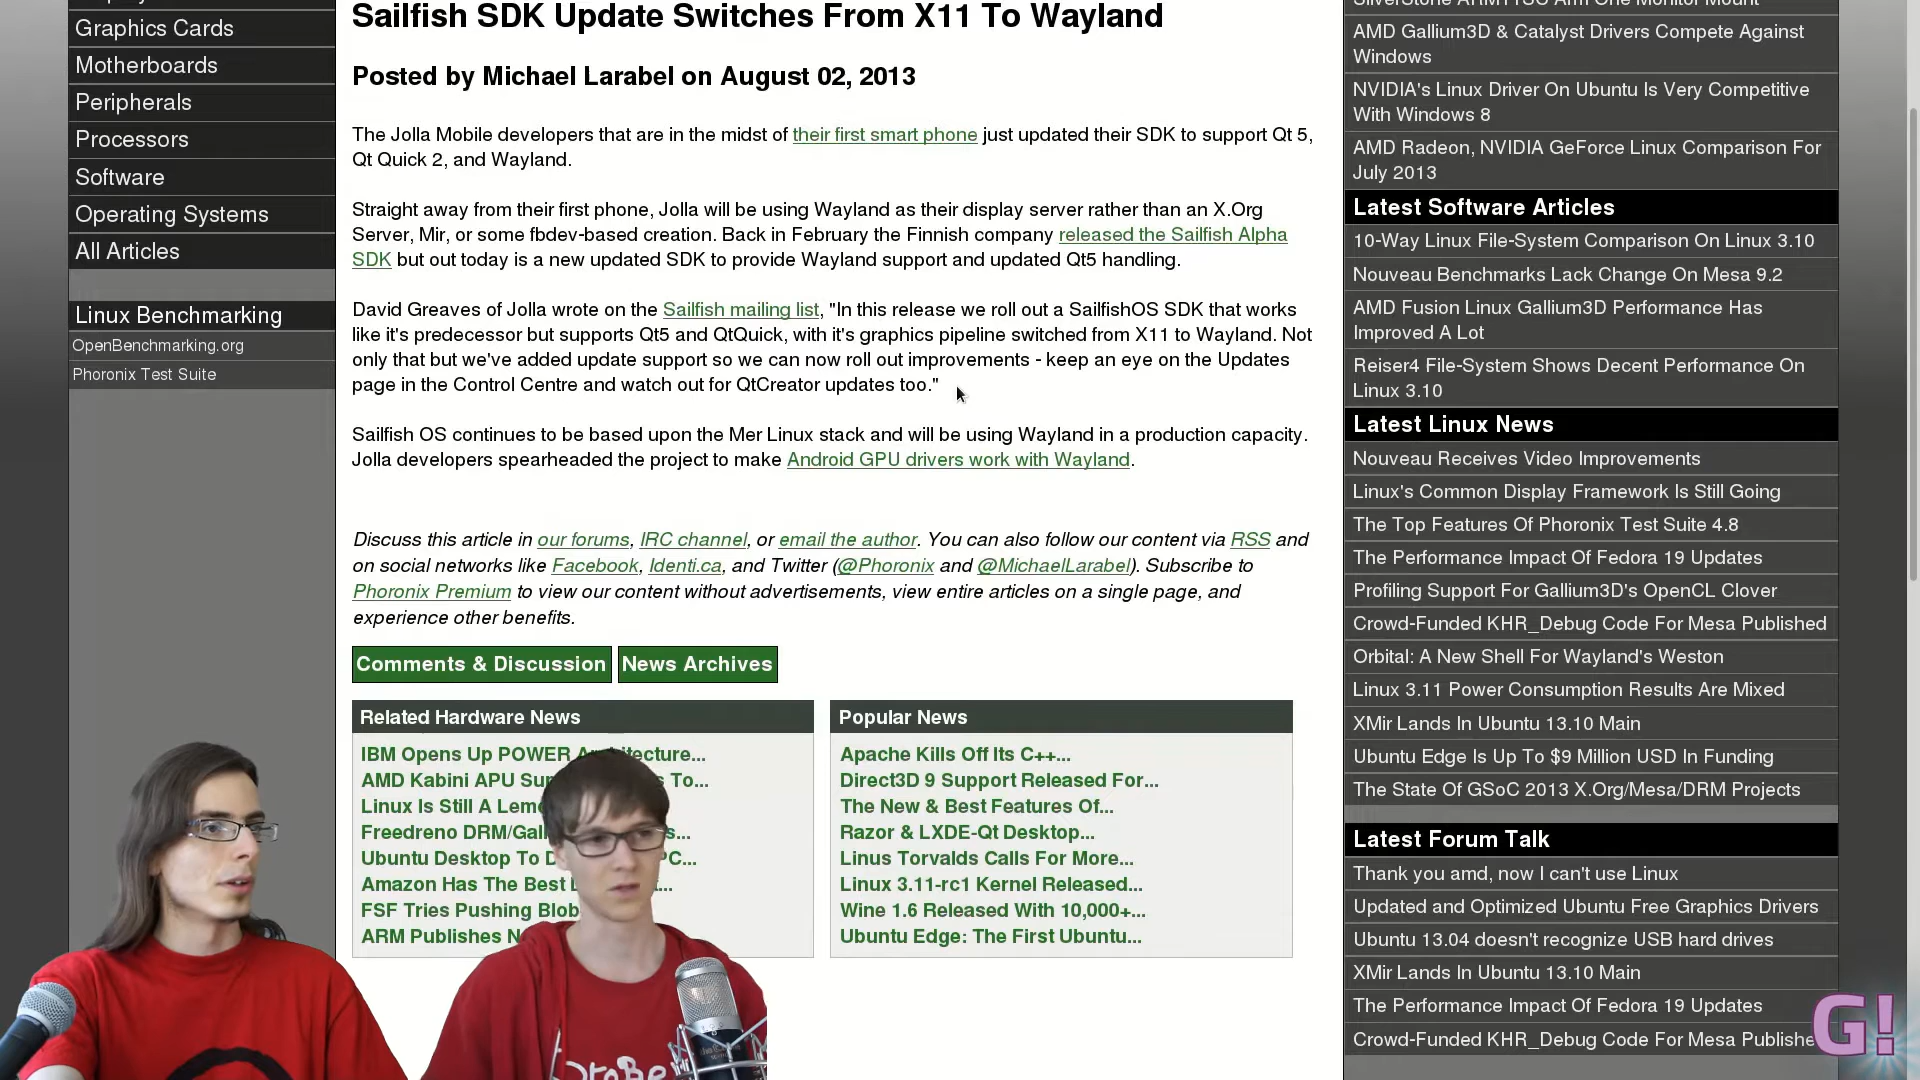 Sailfish SDK Update Switches From X11 To Wayland
Posted by Michael Larabel on August 02, 2013
The Jolla Mobile developers that are in the midst of their first smart phone just updated their SDK to support Qt 5,
Qt Quick 2, and Wayland.
Straight away from their first phone, Jolla will be using Wayland as their display server rather than an X.Org
Server, Mir, or some fbdev-based creation. Back in February the Finnish company released the Sailfish Alpha
SDK but out today is a new updated SDK to provide Wayland support and updated Qt5 handling.
David Greaves of Jolla wrote on the Sailfish mailing list, "In this release we roll out a SailfishOS SDK that works
like it's predecessor but supports Qt5 and QtQuick, with it's graphics pipeline switched from X11 to Wayland. Not
only that but we've added update support so we can now roll out improvements - keep an eye on the Updates
page in the Control Centre and watch out for QtCreator updates too."
Sailfish OS continues to be based upon the Mer Linux stack and will be using Wayland in a production capacity.
Jolla developers spearheaded the project to make Android GPU drivers work with Wayland.
Discuss this article in our forums, IRC channel, or email the author. You can also follow our content via RSS and
on social networks like Facebook, Identi.ca, and Twitter (@Phoronix and @MichaelLarabel). Subscribe to
Phoronix Premium to view our content without advertisements, view entire articles on a single page, and
experience other benefits.
Comments & Discussion
News Archives
Related Hardware News
IBM Opens Up POWER
AMD Kabini APU To...
Linux Is Still A
Freedreno
Ubuntu Desktop To
Amazon Has The Best
FSF Tries Pushing
ARM Publishes
Popular News
Apache Kills Off Its C++...
Direct3D 9 Support Released For...
The New & Best Features Of...
Razor & LXDE-Qt Desktop...
Linus Torvalds Calls For More...
Linux 3.11-rc1 Kernel Released...
Wine 1.6 Released With 10,000+...
Ubuntu Edge: The First Ubuntu...
Graphics Cards
Motherboards
Peripherals
Processors
Software
Operating Systems
All Articles
Linux Benchmarking
OpenBenchmarking.org
Phoronix Test Suite
AMD Gallium3D & Catalyst Drivers Compete Against
Windows
NVIDIA's Linux Driver On Ubuntu Is Very Competitive
With Windows 8
AMD Radeon, NVIDIA GeForce Linux Comparison For
July 2013
Latest Software Articles
10-Way Linux File-System Comparison On Linux 3.10
Nouveau Benchmarks Lack Change On Mesa 9.2
AMD Fusion Linux Gallium3D Performance Has
Improved A Lot
Reiser4 File-System Shows Decent Performance On
Linux 3.10
Latest Linux News
Nouveau Receives Video Improvements
Linux's Common Display Framework Is Still Going
The Top Features Of Phoronix Test Suite 4.8
The Performance Impact Of Fedora 19 Updates
Profiling Support For Gallium3D's OpenCL Clover
Crowd-Funded KHR_Debug Code For Mesa Published
Orbital: A New Shell For Wayland's Weston
Linux 3.11 Power Consumption Results Are Mixed
XMir Lands In Ubuntu 13.10 Main
Ubuntu Edge Is Up To $9 Million USD In Funding
The State Of GSoC 2013 X.Org/Mesa/DRM Projects
Latest Forum Talk
Thank you amd, now I can't use Linux
Updated and Optimized Ubuntu Free Graphics Drivers
Ubuntu 13.04 doesn't recognize USB hard drives
XMir Lands In Ubuntu 13.10 Main
The Performance Impact Of Fedora 19 Updates
Crowd-Funded KHR_Debug Code For Mesa Publishe
G!